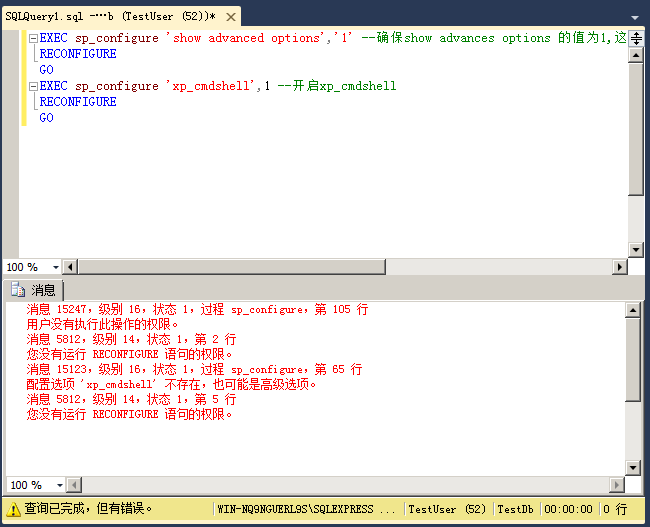 SQLQuery1.sql -...b (TestUser (52))*
EXEC sp_configure 'show advanced options','1' --确保show advances options 的值为1,这
RECONFIGURE
GO
EXEC sp_configure 'xp_cmdshell',1 --开启xp_cmdshell
RECONFIGURE
GO
100 %
消息
消息 15247，级别 16，状态 1，过程 sp_configure，第 105 行
用户没有执行此操作的权限。
消息 5812，级别 14，状态 1，第 2 行
您没有运行 RECONFIGURE 语句的权限。
消息 15123，级别 16，状态 1，过程 sp_configure，第 65 行
配置选项 'xp_cmdshell' 不存在，也可能是高级选项。
消息 5812，级别 14，状态 1，第 5 行
您没有运行 RECONFIGURE 语句的权限。
100 %
查询已完成，但有错误。 WIN-NQ9NGUERL9S\SQLEXPRESS ... TestUser (52) TestDb 00:00:00 0 行